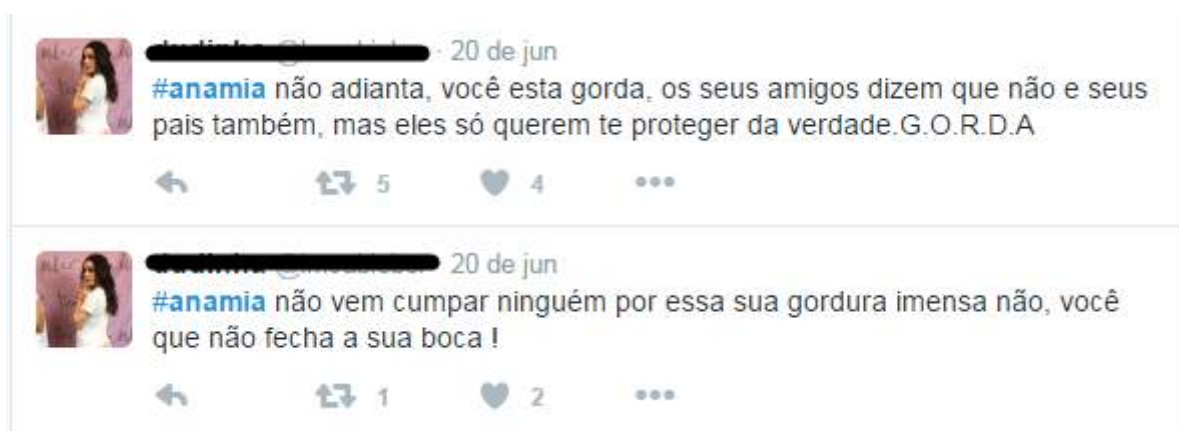 · 20 de jun
#anamia não adianta, você esta gorda, os seus amigos dizem que não e seus
pais também, mas eles só querem te proteger da verdade.G.O.R.D.A
5 4
20 de jun
#anamia não vem cumpar ninguém por essa sua gordura imensa não, você
que não fecha a sua boca !
1 2